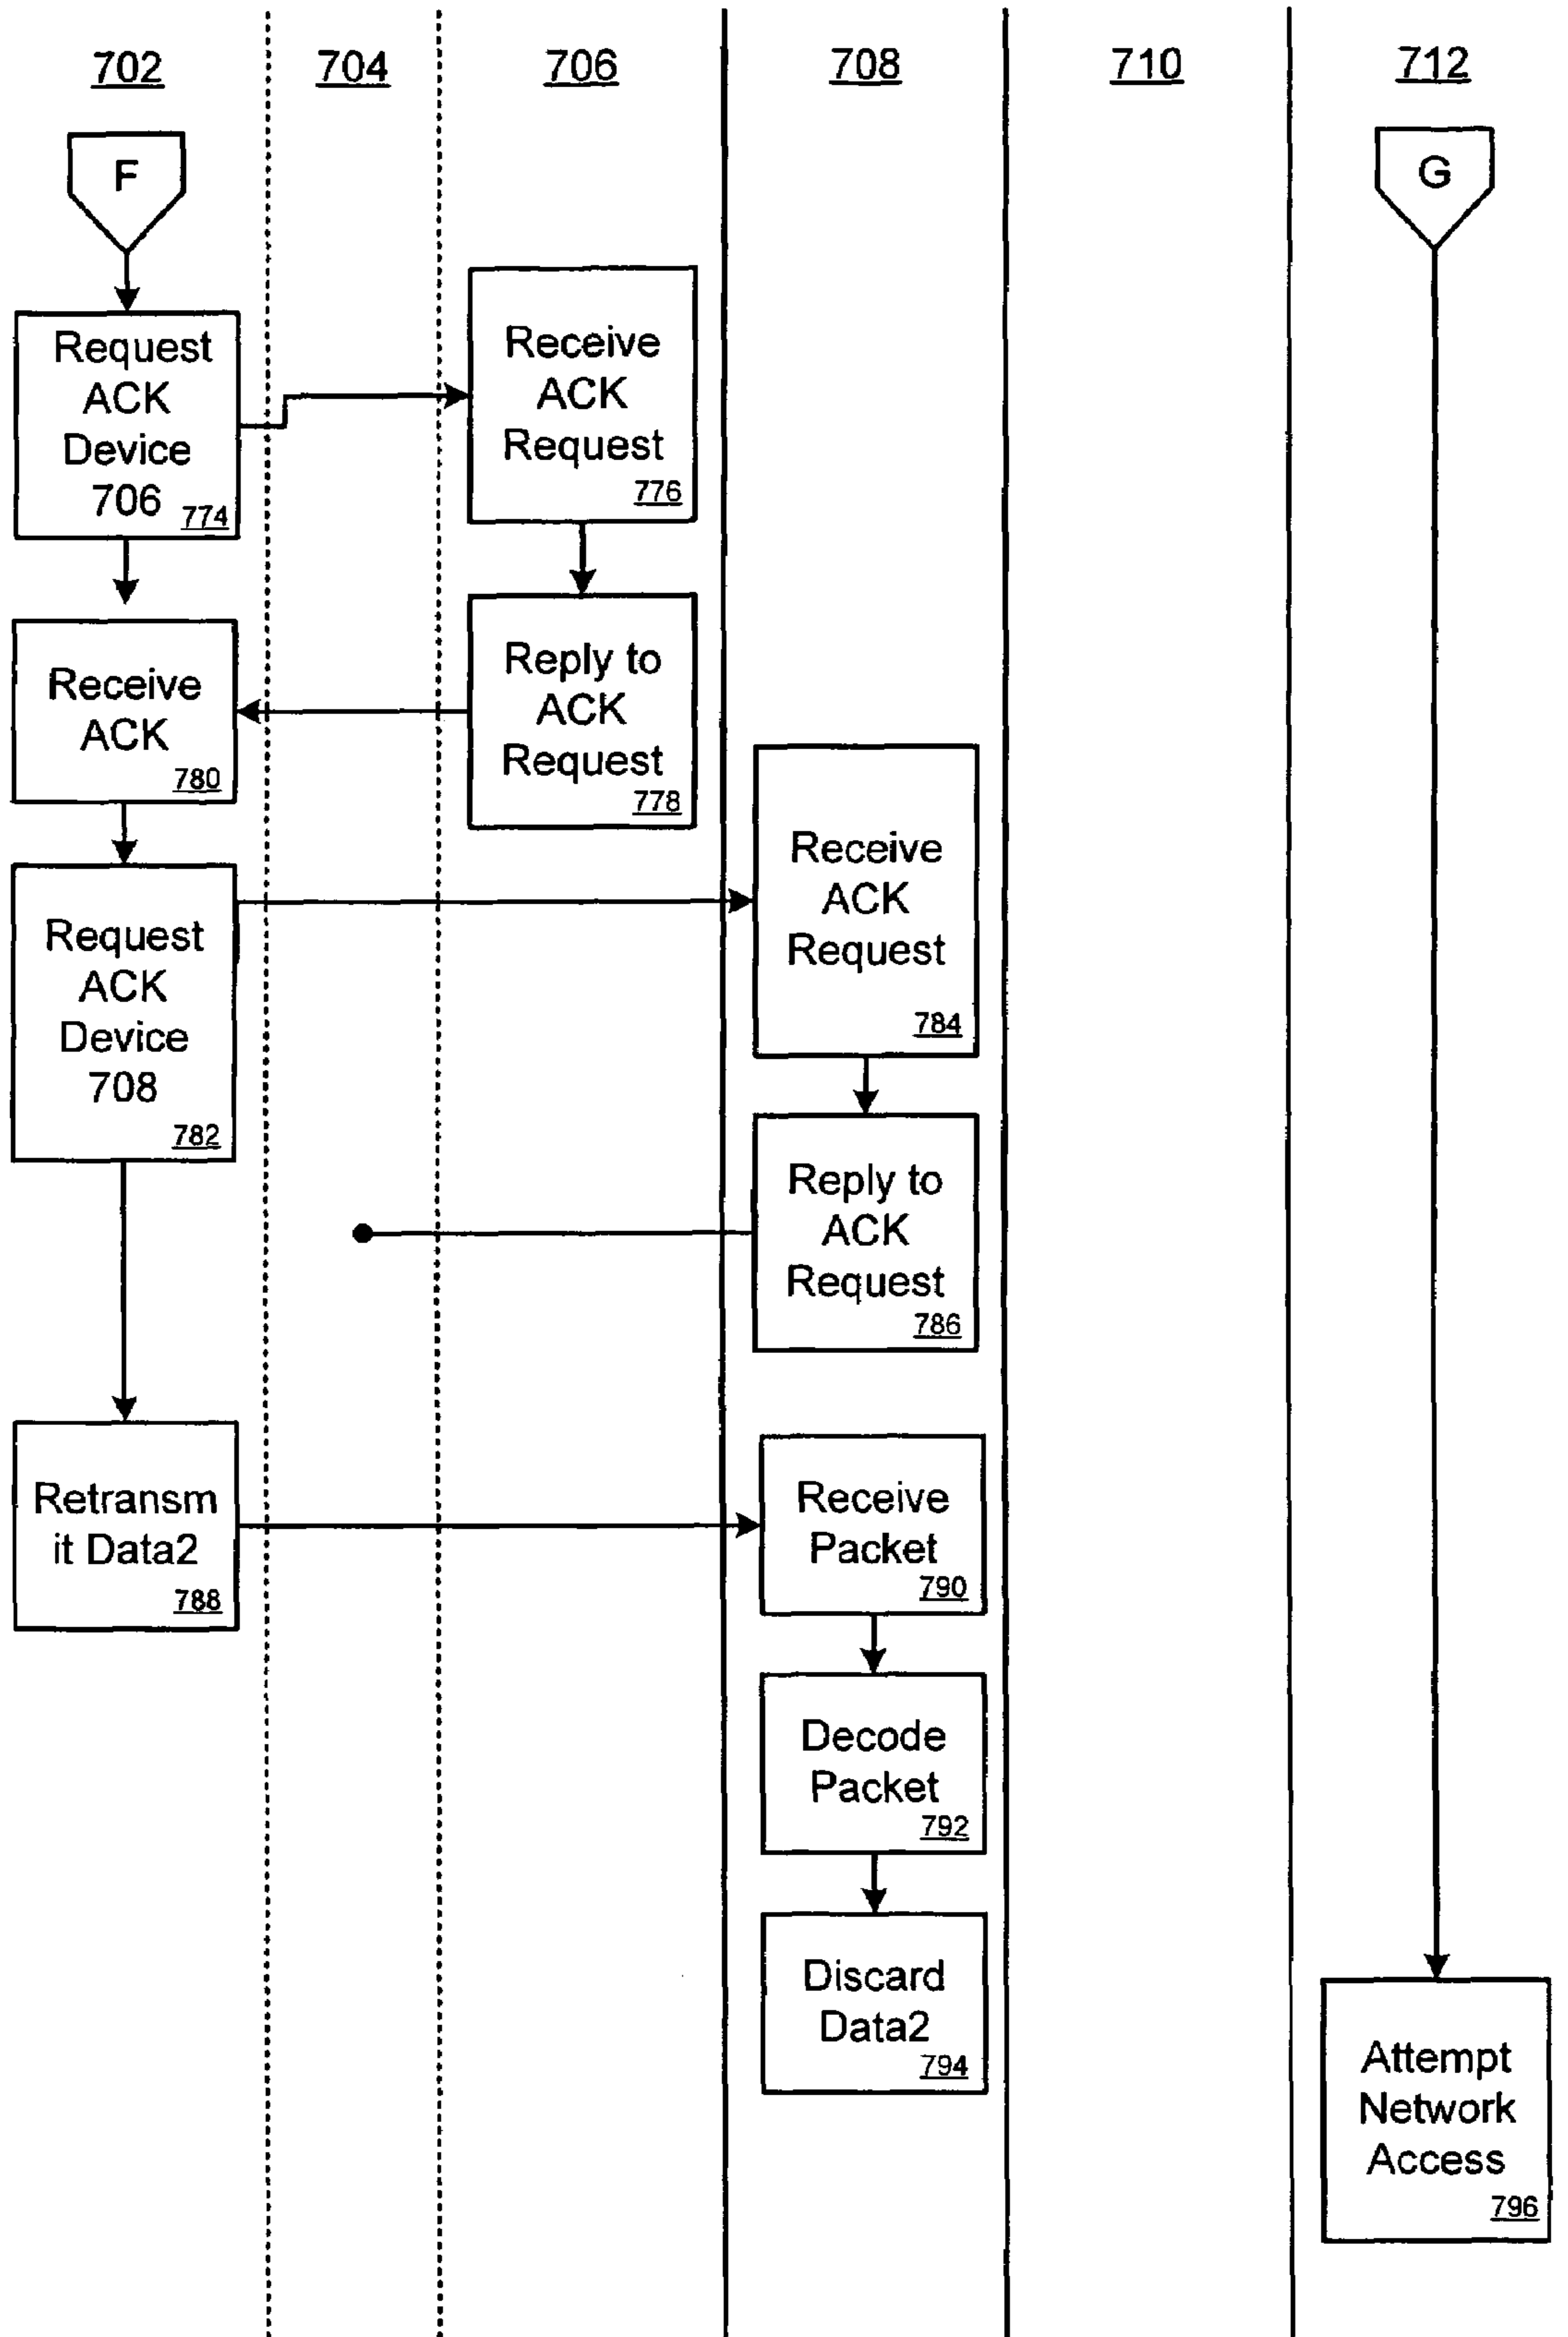 702
704
706
708
710
712
F
G
Request
ACK
Device
706
774
Receive
ACK
Request
776
Receive
ACK
780
Reply to
ACK
Request
778
Request
ACK
Device
708
782
Receive
ACK
Request
784
Reply to
ACK
Request
786
Retransm
it Data2
788
Receive
Packet
790
Decode
Packet
792
Discard
Data2
794
Attempt
Network
Access
796